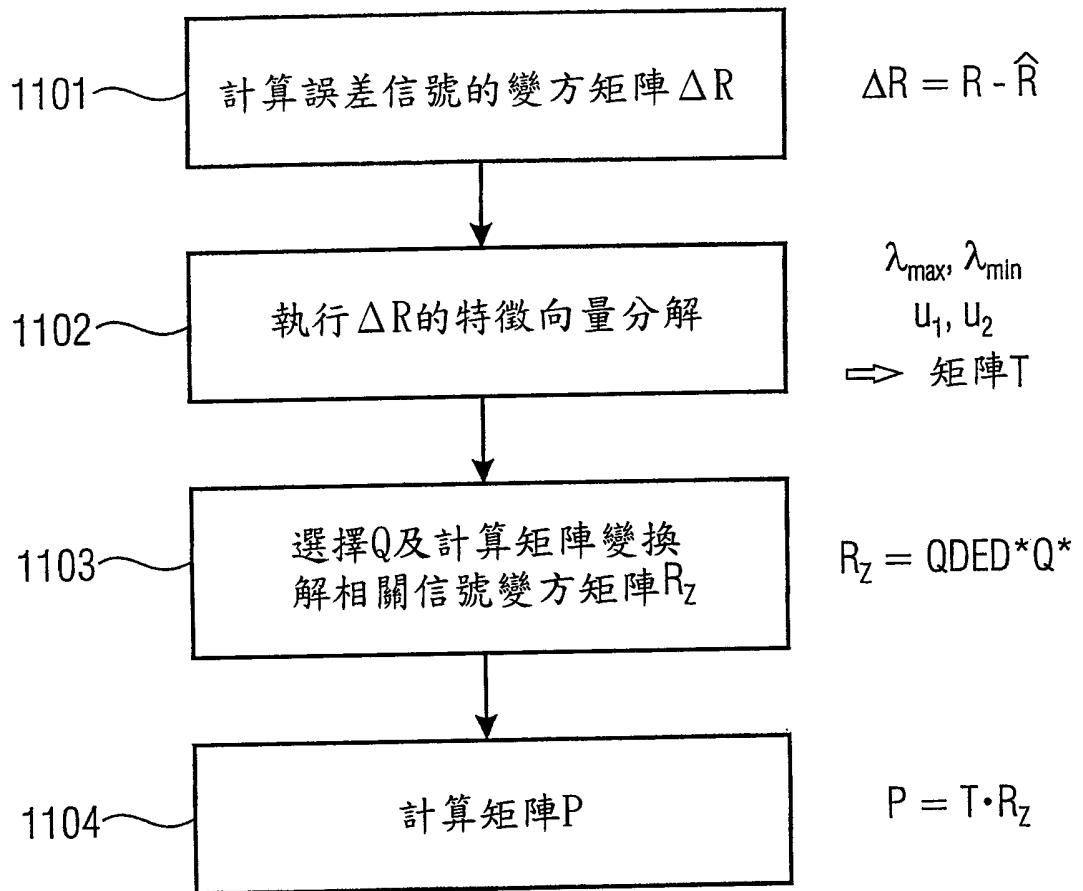 1101
計算誤差信號的變方矩陣ΔR
ΔR = R - R̂
1102
執行ΔR的特徵向量分解
λmax, λmin
u1, u2
⇨ 矩陣T
1103
選擇Q及計算矩陣變換
解相關信號變方矩陣Rz
Rz = QDED*Q*
1104
計算矩陣P
P = T•Rz